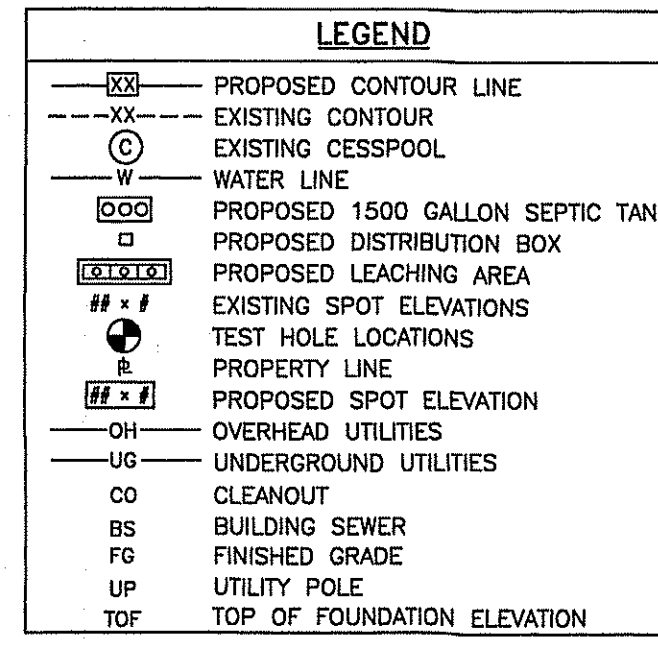 LEGEND
XX PROPOSED CONTOUR LINE
XX EXISTING CONTOUR
C EXISTING CESSPOOL
W WATER LINE
PROPOSED 1500 GALLON SEPTIC TAN
PROPOSED DISTRIBUTION BOX
PROPOSED LEACHING AREA
## × # EXISTING SPOT ELEVATIONS
TEST HOLE LOCATIONS
PL PROPERTY LINE
## × # PROPOSED SPOT ELEVATION
OH OVERHEAD UTILITIES
UG UNDERGROUND UTILITIES
CO CLEANOUT
BS BUILDING SEWER
FG FINISHED GRADE
UP UTILITY POLE
TOF TOP OF FOUNDATION ELEVATION